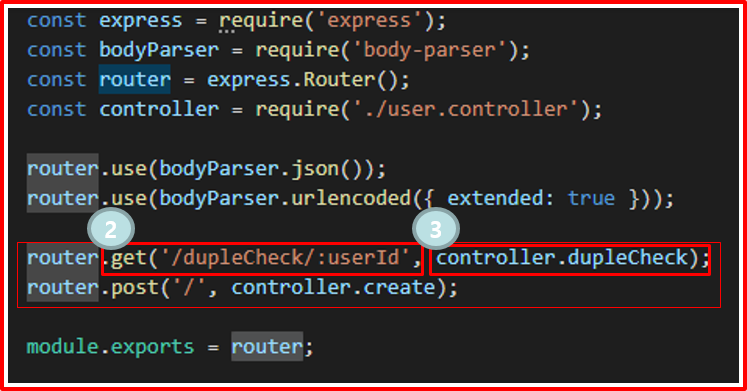 const express = require('express');
const bodyParser = require('body-parser');
const router = express.Router();
const controller = require('./user.controller');
router.use(bodyParser.json());
router.use(bodyParser.urlencoded({ extended: true }));
2 3
router.get('/dupleCheck/:userId', controller.dupleCheck);
router.post('/', controller.create);
module.exports = router;